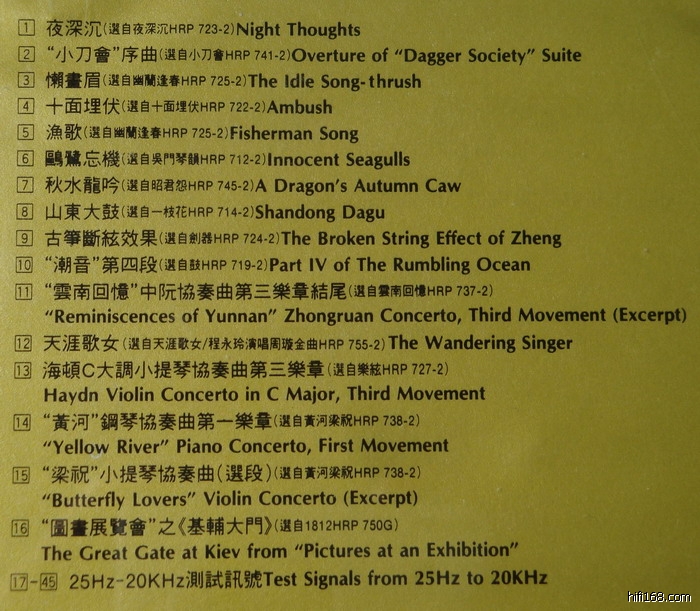 1 夜深沉(選自夜深沉HRP 723-2)Night Thoughts
2 “小刀會”序曲(選自小刀會HRP 741-2)Overture of “Dagger Society” Suite
3 懶畫眉(選自幽蘭逢春HRP 725-2)The Idle Song-thrush
4 十面埋伏(選自十面埋伏HRP 722-2)Ambush
5 漁歌(選自幽蘭逢春HRP 725-2)Fisherman Song
6 鷗鷺忘機(選自吳門琴韻HRP 712-2)Innocent Seagulls
7 秋水龍吟(選自昭君怨HRP 745-2)A Dragon's Autumn Caw
8 山東大鼓(選自一枝花HRP 714-2)Shandong Dagu
9 古箏斷絃效果(選自劍器HRP 724-2)The Broken String Effect of Zheng
10 “潮音”第四段(選自鼓HRP 719-2)Part IV of The Rumbling Ocean
11 “雲南回憶”中阮協奏曲第三樂章結尾(選自雲南回憶HRP 737-2)
“Reminiscences of Yunnan” Zhongruan Concerto, Third Movement (Excerpt)
12 天涯歌女(選自天涯歌女/程永玲演唱周璇金曲HRP 755-2)The Wandering Singer
13 海頓C大調小提琴協奏曲第三樂章(選自樂絃HRP 727-2)
Haydn Violin Concerto in C Major, Third Movement
14 “黃河”鋼琴協奏曲第一樂章(選自黃河梁祝HRP 738-2)
“Yellow River” Piano Concerto, First Movement
15 “梁祝”小提琴協奏曲(選段)(選自黃河梁祝HRP 738-2)
“Butterfly Lovers” Violin Concerto (Excerpt)
16 “圖畫展覽會”之《基輔大門》(選自1812HRP 750G)
The Great Gate at Kiev from “Pictures at an Exhibition”
17-45 25Hz-20KHz測試訊號Test Signals from 25Hz to 20KHz
hifi168.com